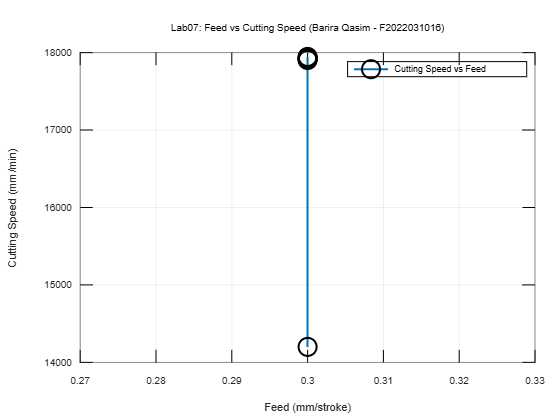 Lab07: Feed vs Cutting Speed (Barira Qasim - F2022031016)
18000
Cutting Speed vs Feed
17000
16000
Cutting Speed (mm/min)
15000
14000
0.27 0.28 0.29 0.3 0.31 0.32 0.33
Feed (mm/stroke)